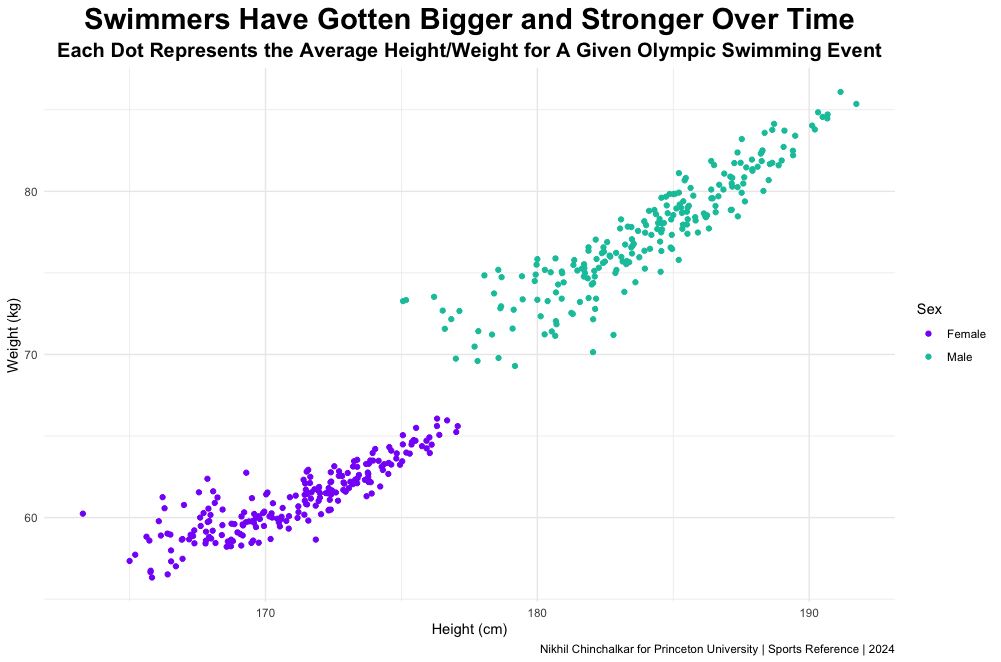 Swimmers Have Gotten Bigger and Stronger Over Time
Each Dot Represents the Average Height/Weight for A Given Olympic Swimming Event
80
70
60
Weight (kg)
170
180
190
Height (cm)
Sex
Female
Male
Nikhil Chinchalkar for Princeton University | Sports Reference | 2024